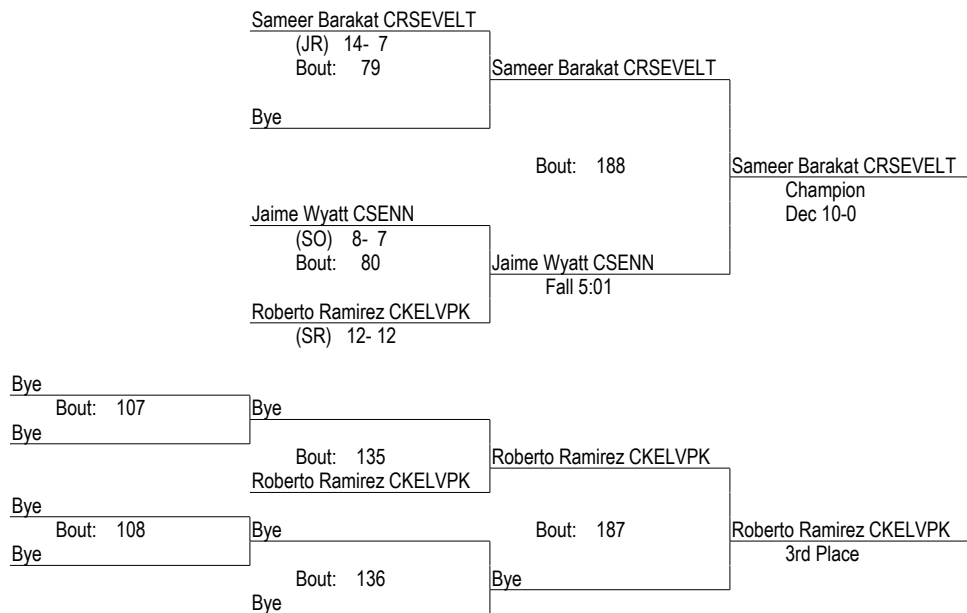 Sameer Barakat CRSEVELT
(JR) 14- 7
Bout: 79
Sameer Barakat CRSEVELT
Bye
Bout: 188
Sameer Barakat CRSEVELT
Champion
Dec 10-0
Jaime Wyatt CSENN
(SO) 8- 7
Bout: 80
Jaime Wyatt CSENN
Fall 5:01
Roberto Ramirez CKELVPK
(SR) 12- 12
Bye
Bout: 107
Bye
Bye
Bout: 135
Roberto Ramirez CKELVPK
Roberto Ramirez CKELVPK
Bye
Bout: 108
Bye
Bye
Bout: 187
Roberto Ramirez CKELVPK
3rd Place
Bout: 136
Bye
Bye